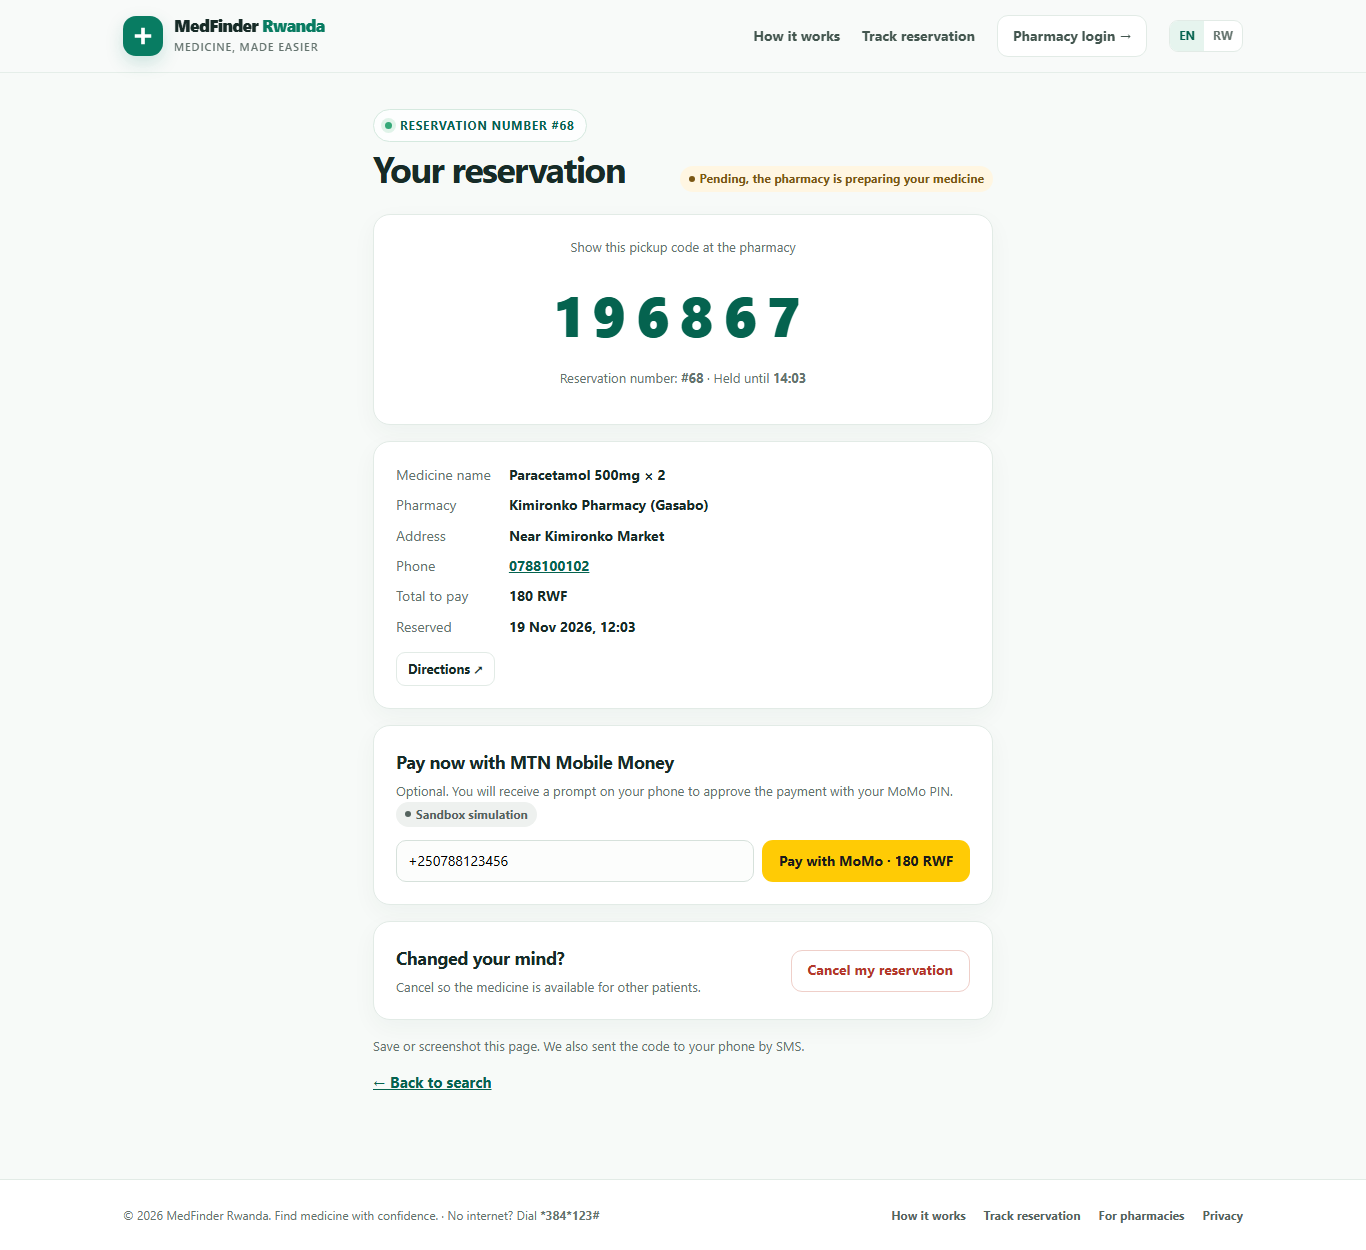 MedFinder Rwanda
MEDICINE, MADE EASIER
How it works
Track reservation
Pharmacy login →
EN
RW
RESERVATION NUMBER #68
Your reservation
Pending, the pharmacy is preparing your medicine
Show this pickup code at the pharmacy
196867
Reservation number: #68 · Held until 14:03
Medicine name Paracetamol 500mg × 2
Pharmacy Kimironko Pharmacy (Gasabo)
Address Near Kimironko Market
Phone 0788100102
Total to pay 180 RWF
Reserved 19 Nov 2026, 12:03
Directions ↗
Pay now with MTN Mobile Money
Optional. You will receive a prompt on your phone to approve the payment with your MoMo PIN.
Sandbox simulation
+250788123456
Pay with MoMo · 180 RWF
Changed your mind?
Cancel so the medicine is available for other patients.
Cancel my reservation
Save or screenshot this page. We also sent the code to your phone by SMS.
← Back to search
© 2026 MedFinder Rwanda. Find medicine with confidence. · No internet? Dial *384*123#
How it works
Track reservation
For pharmacies
Privacy